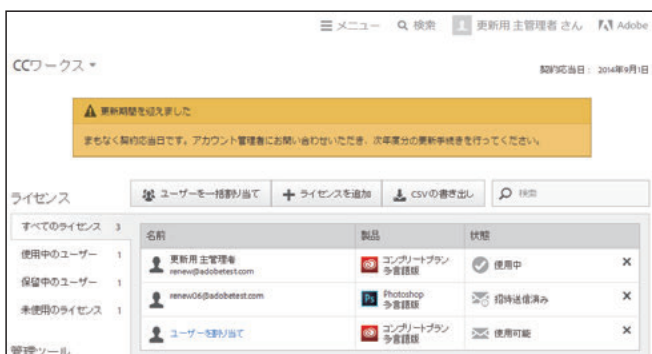 メニュー 検索 更新用 主管理者 さん Adobe
CCワークス
契約応当日： 2014年9月1日
更新期間を迎えました
まもなく契約応当日です。アカウント管理者にお問い合わせいただき、次年度分の更新手続きを行ってください。
ライセンス
ユーザーを一括割り当て ライセンスを追加 CSVの書き出し 検索
すべてのライセンス 3
使用中のユーザー 1
保留中のユーザー 1
未使用のライセンス 1
管理ツール
名前 製品 状態
更新用 主管理者
renew@adobetest.com
コンプリートプラン
多言語版
使用中
renew06@adobetest.com
Ps Photoshop
多言語版
招待送信済み
ユーザーを割り当て
コンプリートプラン
多言語版
使用可能